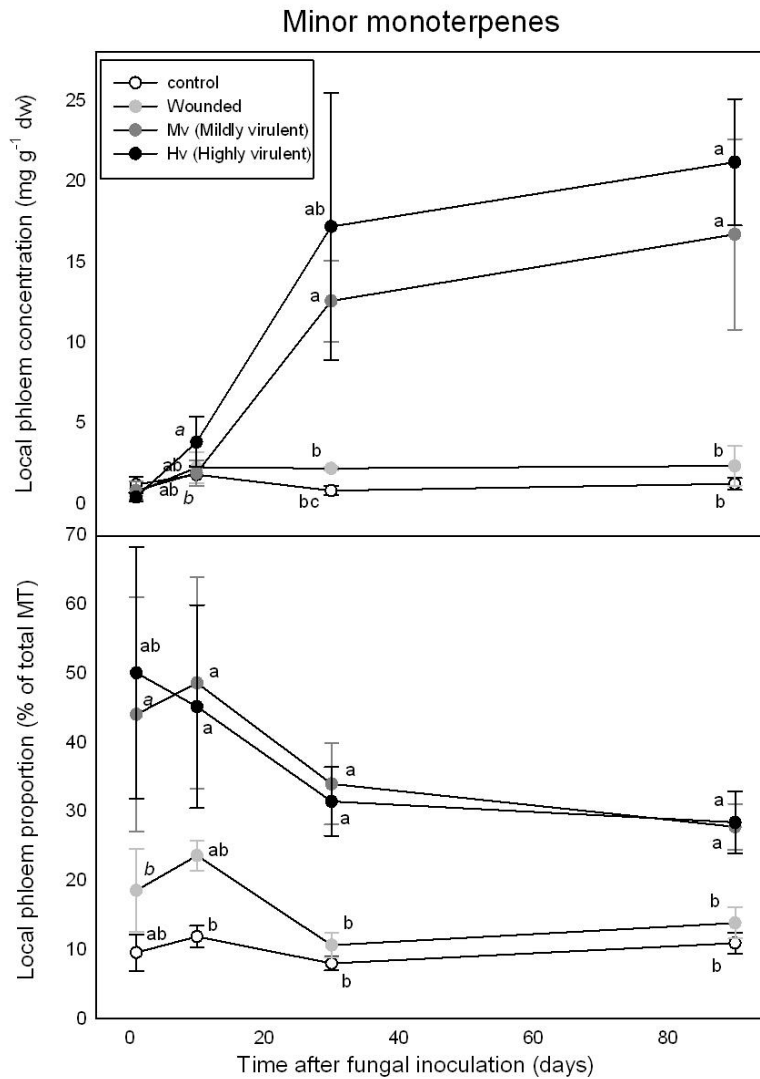 Minor monoterpenes
control
Wounded
Mv (Mildly virulent)
Hv (Highly virulent)
Local phloem concentration (mg g⁻¹ dw)
25
20
15
10
5
0
ab
a
a
a
a
ab
b
b
ab
b
bc
b
Local phloem proportion (% of total MT)
70
60
50
40
30
20
10
0
ab
a
a
a
a
a
a
a
b
ab
b
b
ab
b
b
b
0 20 40 60 80
Time after fungal inoculation (days)